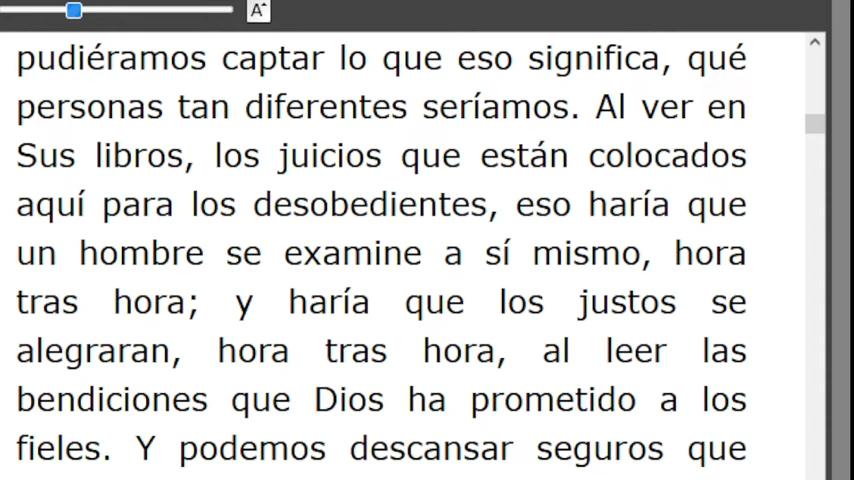 A
pudiéramos captar lo que eso significa, qué
personas tan diferentes seríamos. Al ver en
Sus libros, los juicios que están colocados
aquí para los desobedientes, eso haría que
un hombre se examine a sí mismo, hora
tras hora; y haría que los justos se
alegraran, hora tras hora, al leer las
bendiciones que Dios ha prometido a los
fieles. Y podemos descansar seguros que